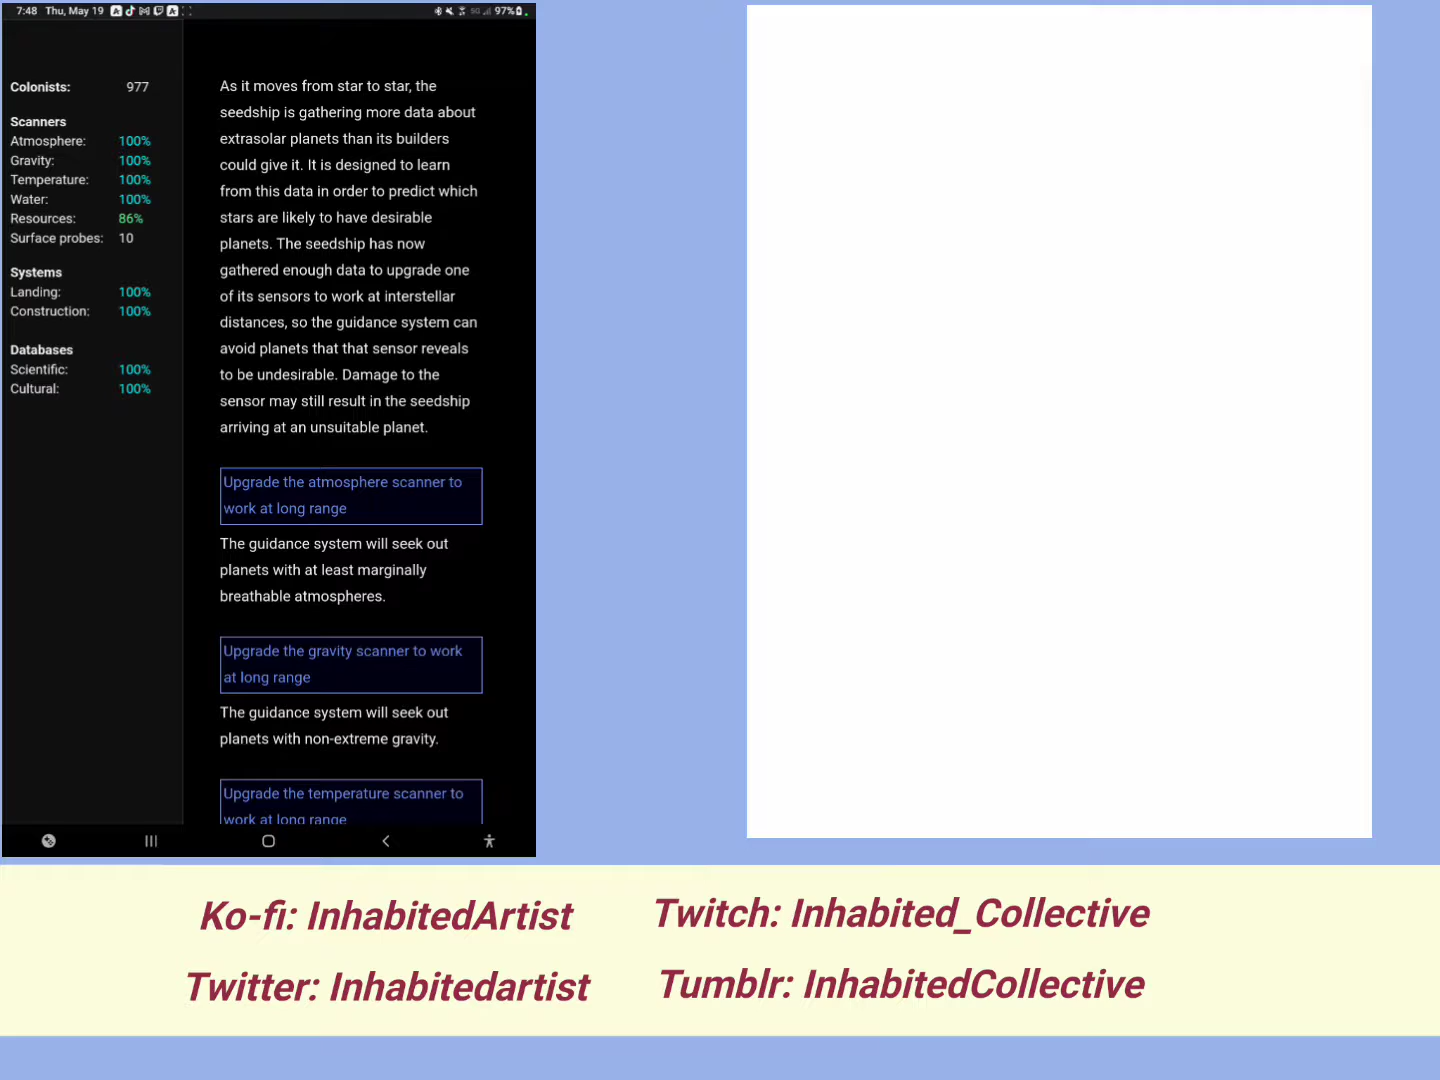 7:48 Thu, May 19
97%
Colonists: 977
Scanners
Atmosphere: 100%
Gravity: 100%
Temperature: 100%
Water: 100%
Resources: 86%
Surface probes: 10
Systems
Landing: 100%
Construction: 100%
Databases
Scientific: 100%
Cultural: 100%
As it moves from star to star, the
seedship is gathering more data about
extrasolar planets than its builders
could give it. It is designed to learn
from this data in order to predict which
stars are likely to have desirable
planets. The seedship has now
gathered enough data to upgrade one
of its sensors to work at interstellar
distances, so the guidance system can
avoid planets that that sensor reveals
to be undesirable. Damage to the
sensor may still result in the seedship
arriving at an unsuitable planet.
Upgrade the atmosphere scanner to
work at long range
The guidance system will seek out
planets with at least marginally
breathable atmospheres.
Upgrade the gravity scanner to work
at long range
The guidance system will seek out
planets with non-extreme gravity.
Upgrade the temperature scanner to
work at long range
Ko-fi: InhabitedArtist
Twitch: Inhabited_Collective
Twitter: Inhabitedartist
Tumblr: InhabitedCollective